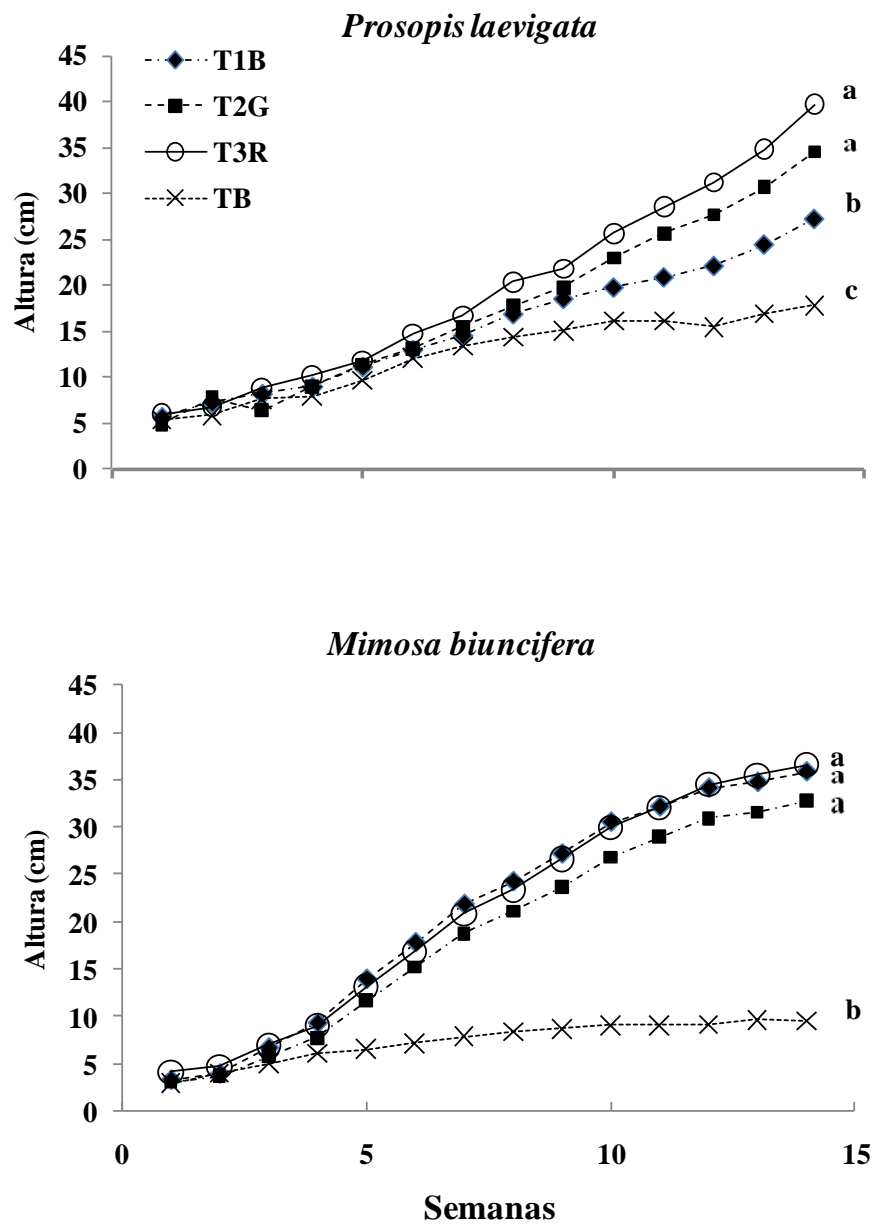 Prosopis laevigata
45
40
35
30
25
20
15
10
5
0
Altura (cm)
T1B
T2G
T3R
TB
a
a
b
c
Mimosa biuncifera
45
40
35
30
25
20
15
10
5
0
Altura (cm)
a
a
a
b
0 5 10 15
Semanas